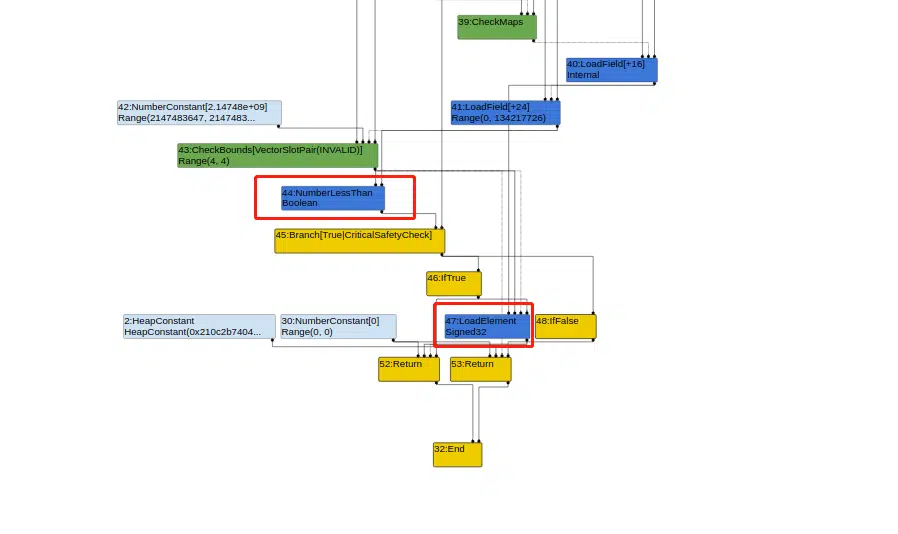 39:CheckMaps
40:LoadField[+16]
Internal
42:NumberConstant[2.14748e+09]
Range(2147483647, 2147483...
41:LoadField[+24]
Range(0, 134217726)
43:CheckBounds[VectorSlotPair(INVALID)]
Range(4, 4)
44:NumberLessThan
Boolean
45:Branch[True|CriticalSafetyCheck]
46:IfTrue
2:HeapConstant
HeapConstant(0x210c2b7404...
30:NumberConstant[0]
Range(0, 0)
47:LoadElement
Signed32
48:IfFalse
52:Return
53:Return
32:End